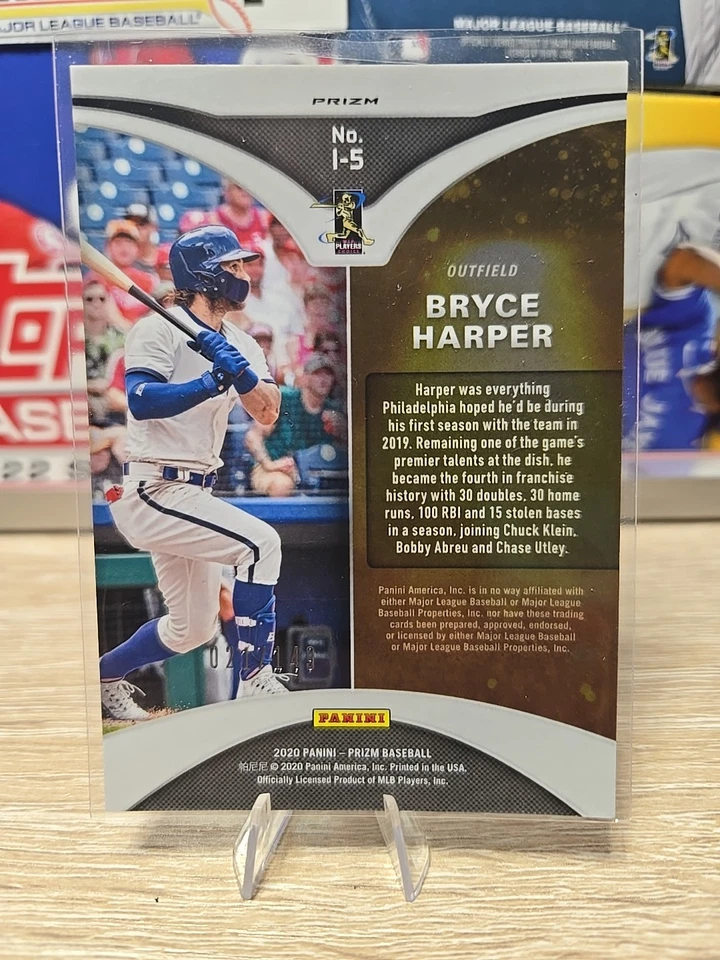 JOR LEAGUE BASEBALL
MAJOR LEAGUE BASEBALL
PRIZM
No.
I-5
MLB
PLAYERS
CHOICE
OUTFIELD
BRYCE
HARPER
Harper was everything
Philadelphia hoped he'd be during
his first season with the team in
2019. Remaining one of the game's
premier talents at the dish, he
became the fourth in franchise
history with 30 doubles, 30 home
runs, 100 RBI and 15 stolen bases
in a season, joining Chuck Klein,
Bobby Abreu and Chase Utley.
Panini America, Inc. is in no way affiliated with
either Major League Baseball or Major League
Baseball Properties, Inc. nor have these trading
cards been prepared, approved, endorsed,
or licensed by either Major League Baseball
or Major League Baseball Properties, Inc.
PANINI
2020 PANINI – PRIZM BASEBALL
帕尼尼 © 2020 Panini America, Inc. Printed in the USA.
Officially Licensed Product of MLB Players, Inc.